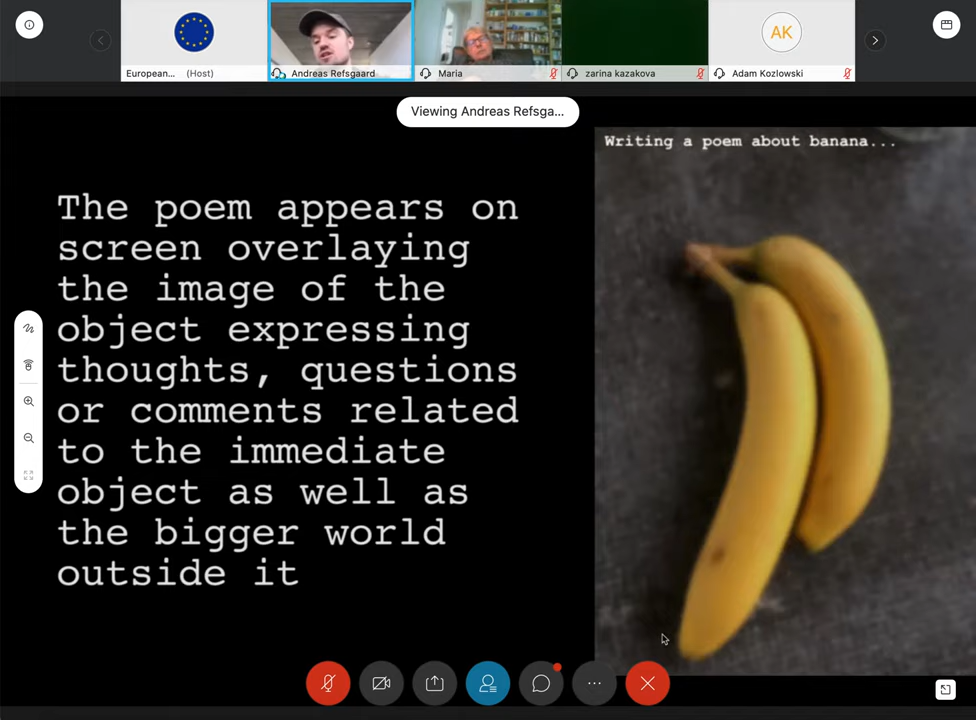 European... (Host)
Andreas Refsgaard
Maria
zarina kazakova
AK
Adam Kozlowski
Viewing Andreas Refsga...
Writing a poem about banana...
The poem appears on
screen overlaying
the image of the
object expressing
thoughts, questions
or comments related
to the immediate
object as well as
the bigger world
outside it